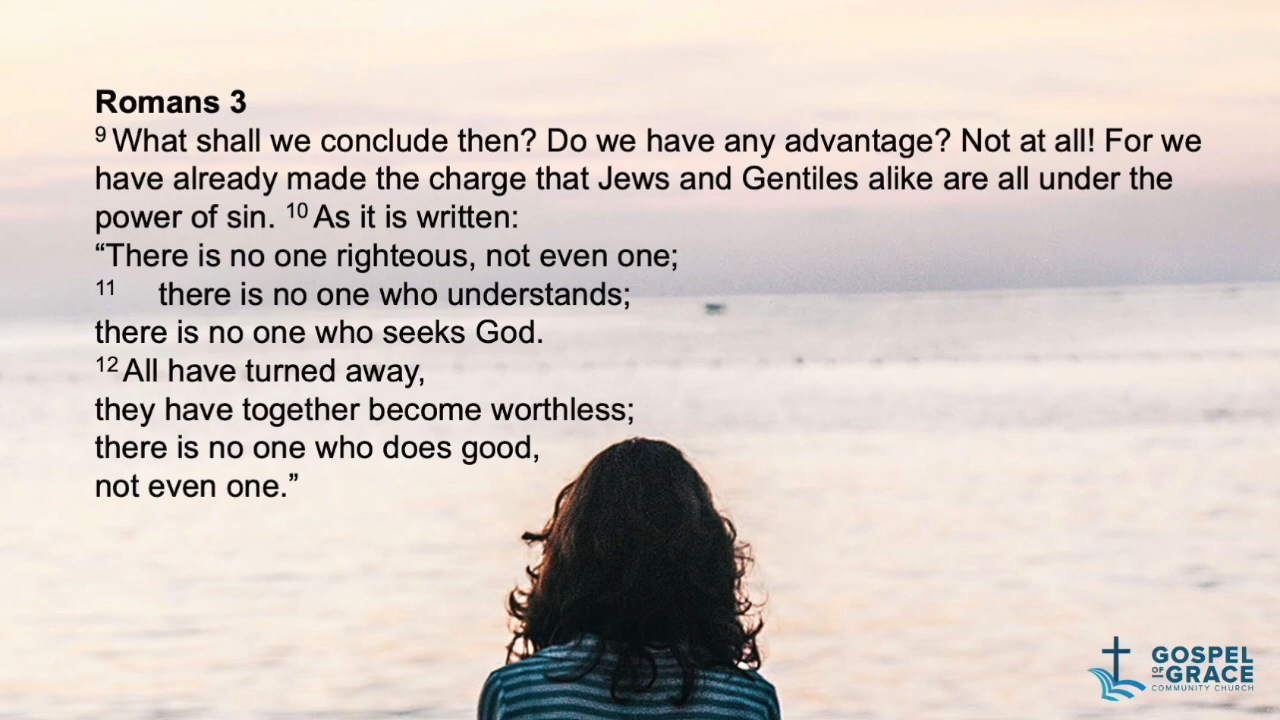 Romans 3
9 What shall we conclude then? Do we have any advantage? Not at all! For we
have already made the charge that Jews and Gentiles alike are all under the
power of sin. 10 As it is written:
“There is no one righteous, not even one;
11 there is no one who understands;
there is no one who seeks God.
12 All have turned away,
they have together become worthless;
there is no one who does good,
not even one.”
GOSPEL
OF GRACE
COMMUNITY CHURCH